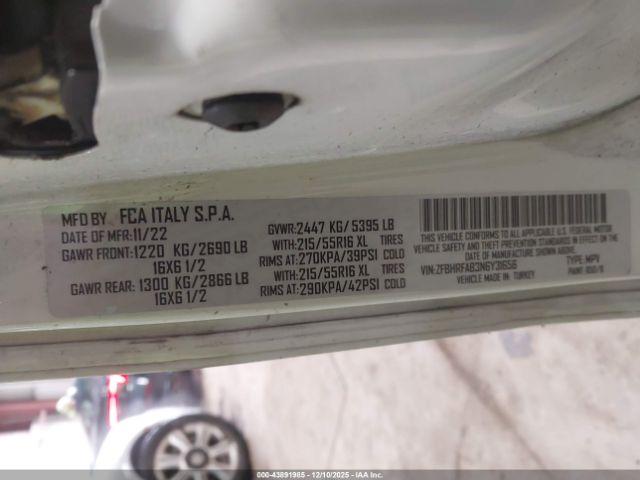 MFD BY FCA ITALY S.P.A.
DATE OF MFR: 11/22
GVWR: 2447 KG/5395 LB
GAWR FRONT: 1220 KG/2690 LB
WITH: 215/55R16 XL TIRES
16X6 1/2
RIMS AT: 270KPA/39PSI COLD
GAWR REAR: 1300 KG/2866 LB
WITH: 215/55R16 XL TIRES
16X6 1/2
RIMS AT: 290KPA/42PSI COLD
THIS VEHICLE CONFORMS TO ALL APPLICABLE U.S.A. FEDERAL MOTOR
VEHICLE SAFETY STANDARDS IN EFFECT ON THE
DATE OF MANUFACTURE SHOWN ABOVE.
VIN: ZFBHRFAB3N6Y31656
TYPE: MPV
VEHICLE MADE IN: TURKEY
000-43891985 - 12/10/2025 - IAA Inc.